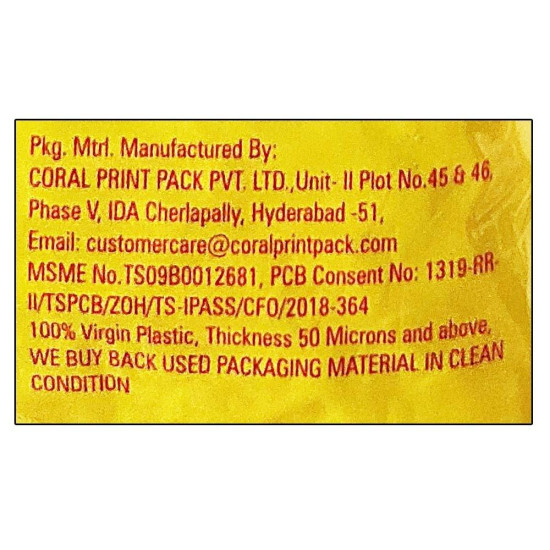 Pkg. Mtrl. Manufactured By:
CORAL PRINT PACK PVT. LTD.,Unit- II Plot No.45 & 46,
Phase V, IDA Cherlapally, Hyderabad -51,
Email: customercare@coralprintpack.com
MSME No.TS09B0012681, PCB Consent No: 1319-RR-
II/TSPCB/ZOH/TS-IPASS/CFO/2018-364
100% Virgin Plastic, Thickness 50 Microns and above,
WE BUY BACK USED PACKAGING MATERIAL IN CLEAN
CONDITION